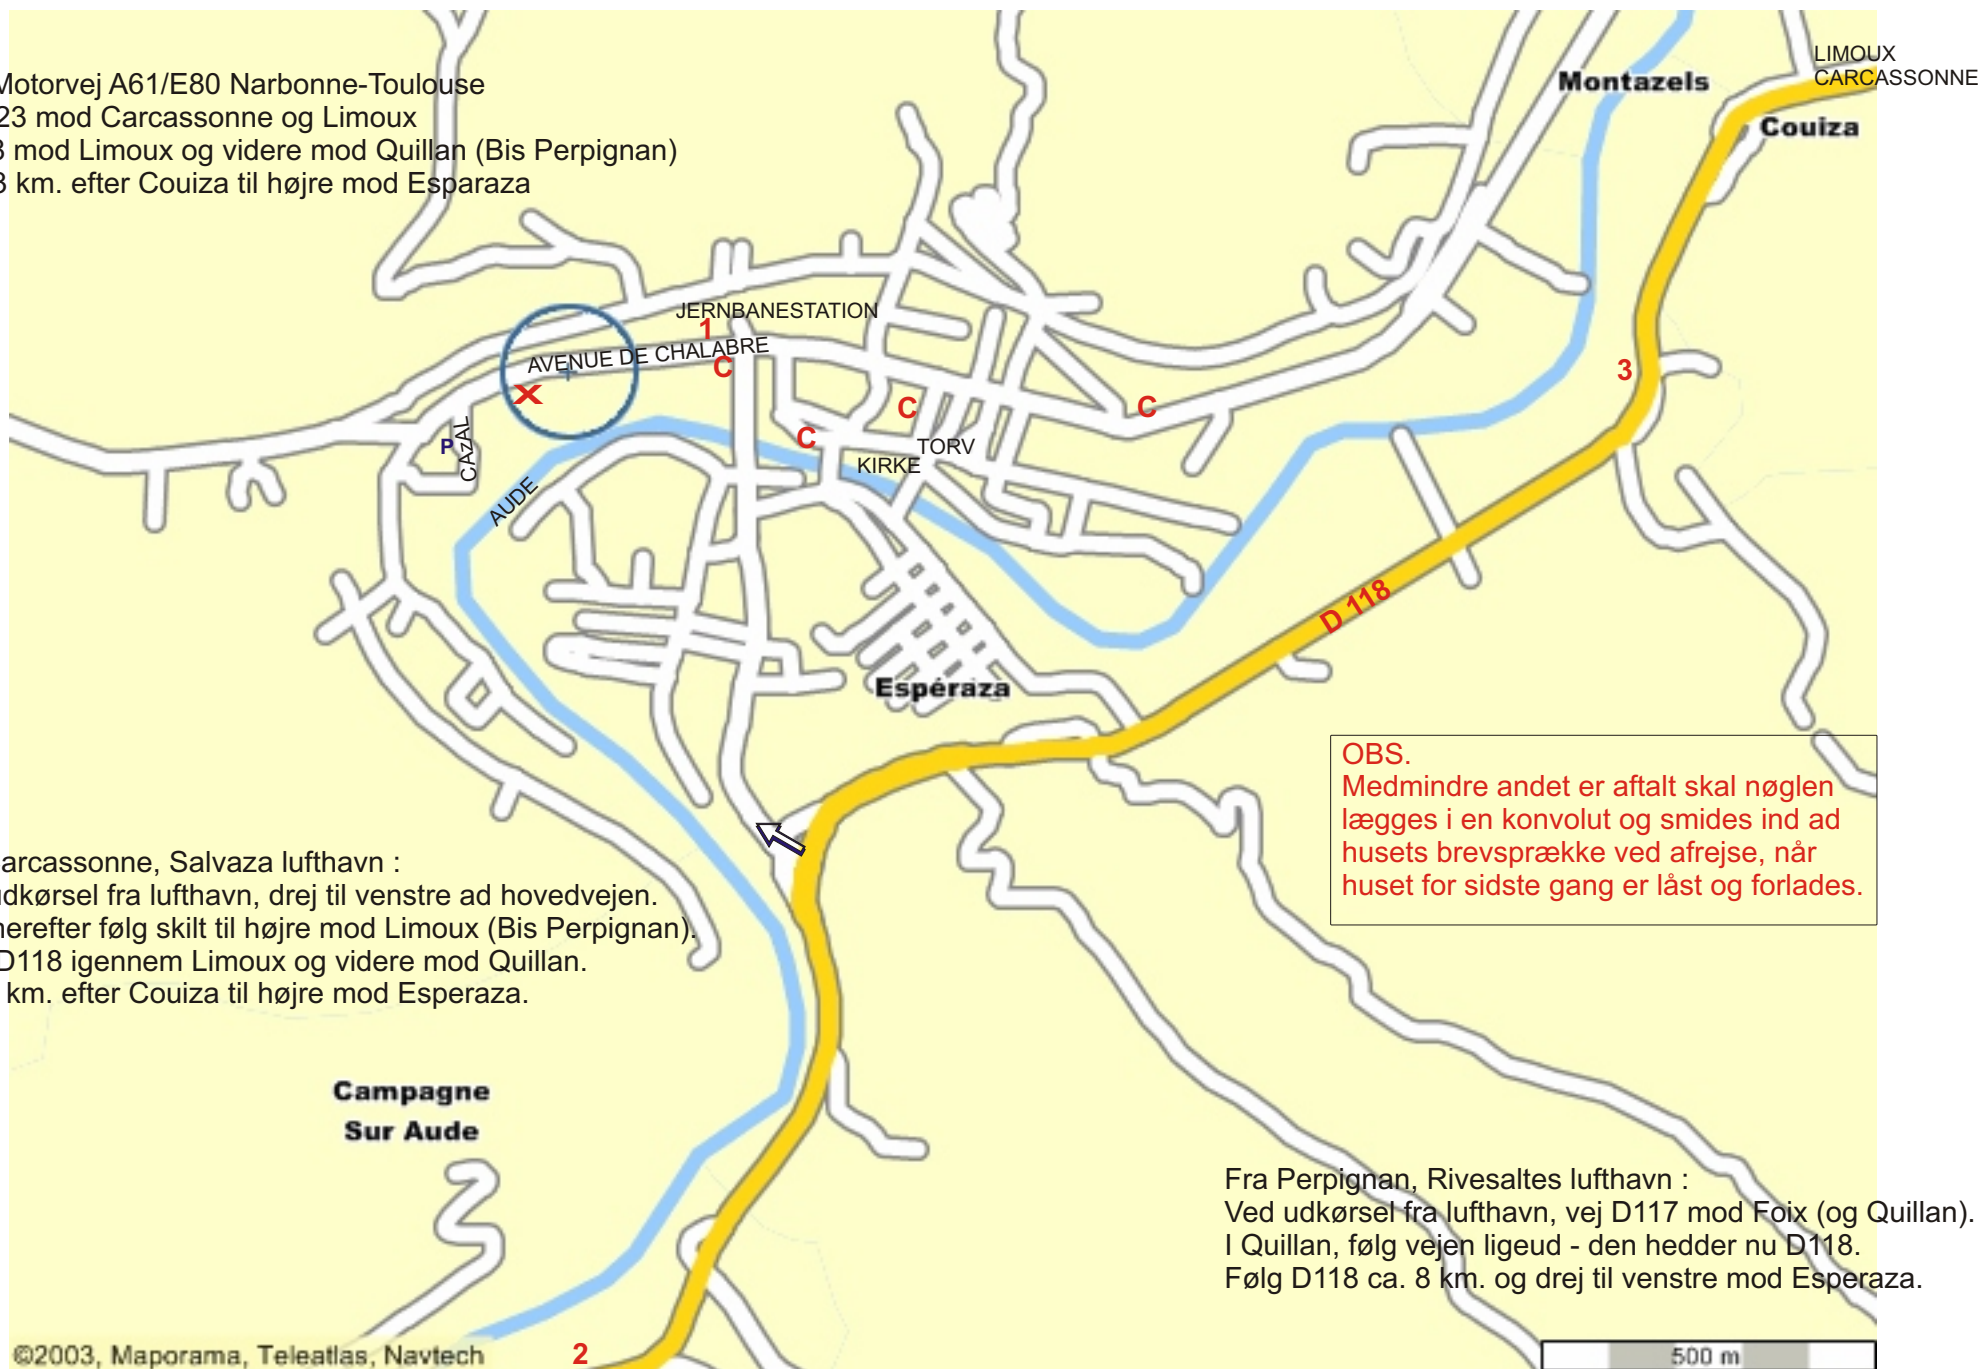 Motorvej A61/E80 Narbonne-Toulouse
23 mod Carcassonne og Limoux
mod Limoux og videre mod Quillan (Bis Perpignan)
km. efter Couiza til højre mod Esparaza
LIMOUX
CARCASSONNE
Montazels
Couiza
JERNBANESTATION
1
AVENUE DE CHALABRE
C
X
3
C
C
CAzAL
P
C
TORV
KIRKE
AUDE
D 118
Espéraza
OBS.
Medmindre andet er aftalt skal nøglen
lægges i en konvolut og smides ind ad
husets brevsprække ved afrejse, når
huset for sidste gang er låst og forlades.
arcassonne, Salvaza lufthavn :
udkørsel fra lufthavn, drej til venstre ad hovedvejen.
herefter følg skilt til højre mod Limoux (Bis Perpignan).
D118 igennem Limoux og videre mod Quillan.
km. efter Couiza til højre mod Esperaza.
Campagne
Sur Aude
Fra Perpignan, Rivesaltes lufthavn :
Ved udkørsel fra lufthavn, vej D117 mod Foix (og Quillan).
I Quillan, følg vejen ligeud - den hedder nu D118.
Følg D118 ca. 8 km. og drej til venstre mod Esperaza.
©2003, Maporama, Teleatlas, Navtech
2
500 m